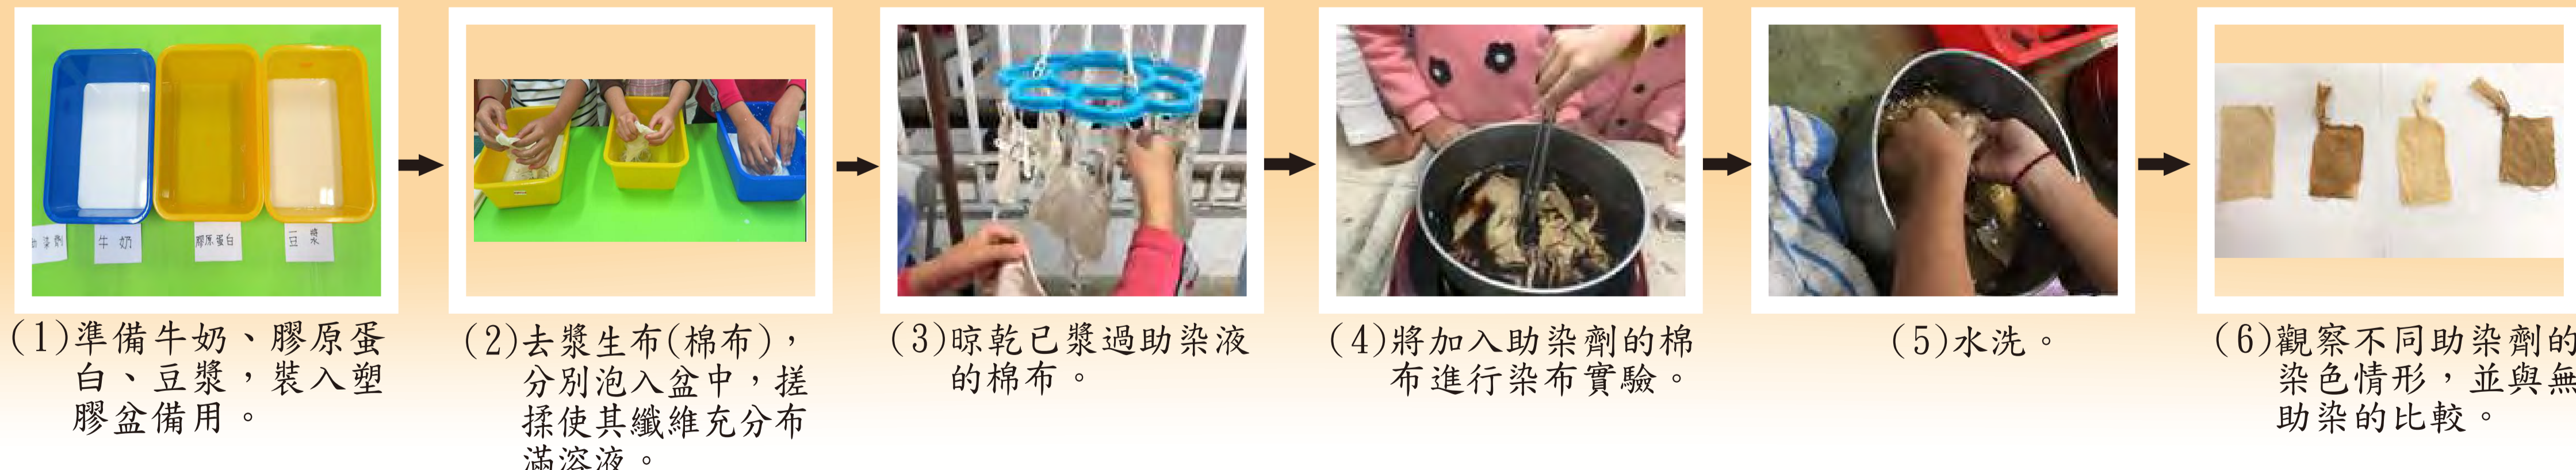 助染劑
牛奶
膠原蛋白
豆漿
(1)準備牛奶、膠原蛋
白、豆漿，裝入塑
膠盆備用。
(2)去漿生布(棉布)，
分別泡入盆中，搓
揉使其纖維充分布
滿溶液。
(3)晾乾已漿過助染液
的棉布。
(4)將加入助染劑的棉
布進行染布實驗。
(5)水洗。
(6)觀察不同助染劑的
染色情形，並與無
助染的比較。